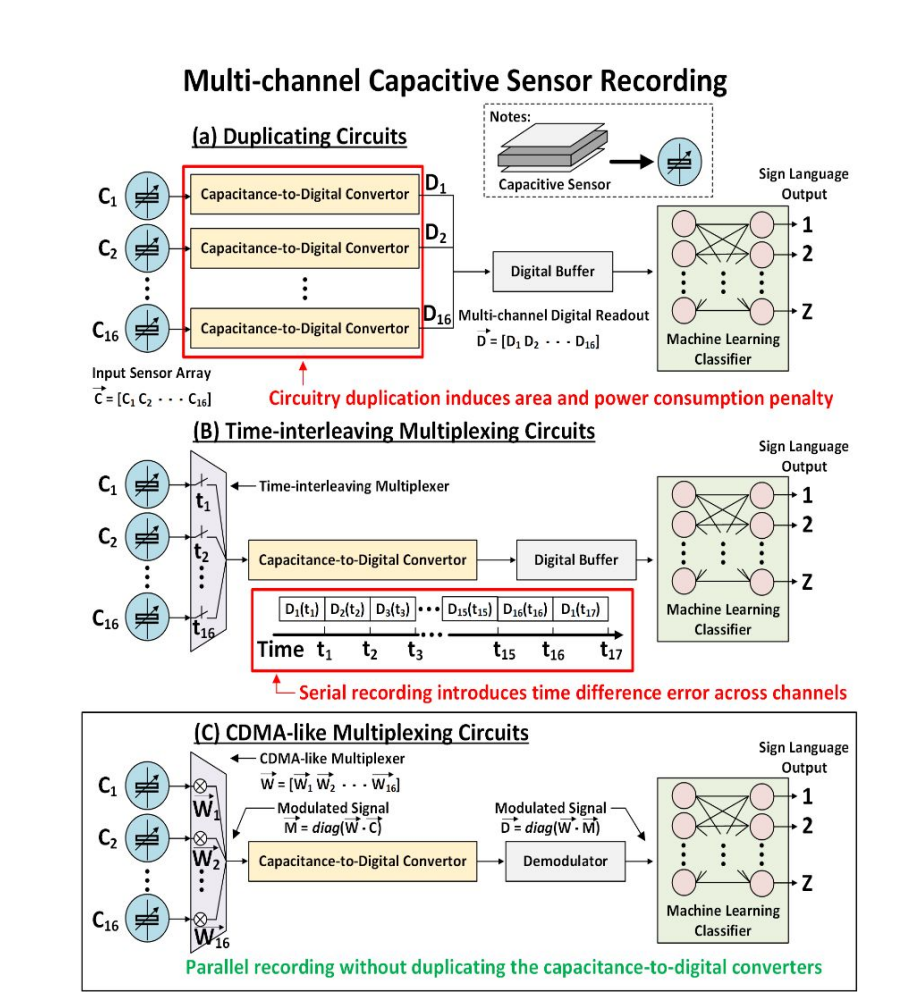 Multi-channel Capacitive Sensor Recording
Notes:
Capacitive Sensor
(a) Duplicating Circuits
C1
C2
C16
Capacitance-to-Digital Convertor
Capacitance-to-Digital Convertor
Capacitance-to-Digital Convertor
D1
D2
D16
Digital Buffer
Multi-channel Digital Readout
D = [D1 D2 - - - D16]
Sign Language
Output
1
2
Z
Machine Learning
Classifier
Input Sensor Array
C = [C1 C2 - - - C16]
Circuitry duplication induces area and power consumption penalty
(B) Time-interleaving Multiplexing Circuits
C1
C2
C16
t1
t2
t16
Time-interleaving Multiplexer
Capacitance-to-Digital Convertor
Digital Buffer
Sign Language
Output
1
2
Z
Machine Learning
Classifier
D1(t1) D2(t2) D3(t3) D15(t15) D16(t16) D1(t17)
Time t1 t2 t3 t15 t16 t17
Serial recording introduces time difference error across channels
(C) CDMA-like Multiplexing Circuits
C1
C2
C16
W1
W2
W16
CDMA-like Multiplexer
W = [W1 W2 - - - W16]
Modulated Signal
M = diag(W · C)
Capacitance-to-Digital Convertor
Modulated Signal
D = diag(W · M)
Demodulator
Sign Language
Output
1
2
Z
Machine Learning
Classifier
Parallel recording without duplicating the capacitance-to-digital converters